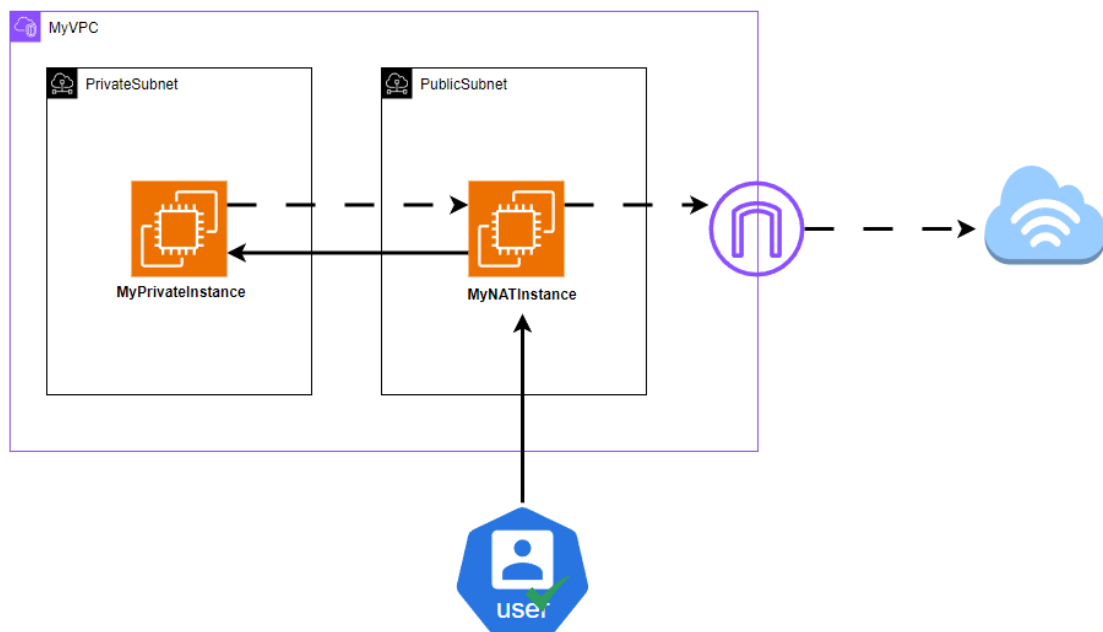 MyVPC
PrivateSubnet
PublicSubnet
MyPrivateInstance
MyNATInstance
user